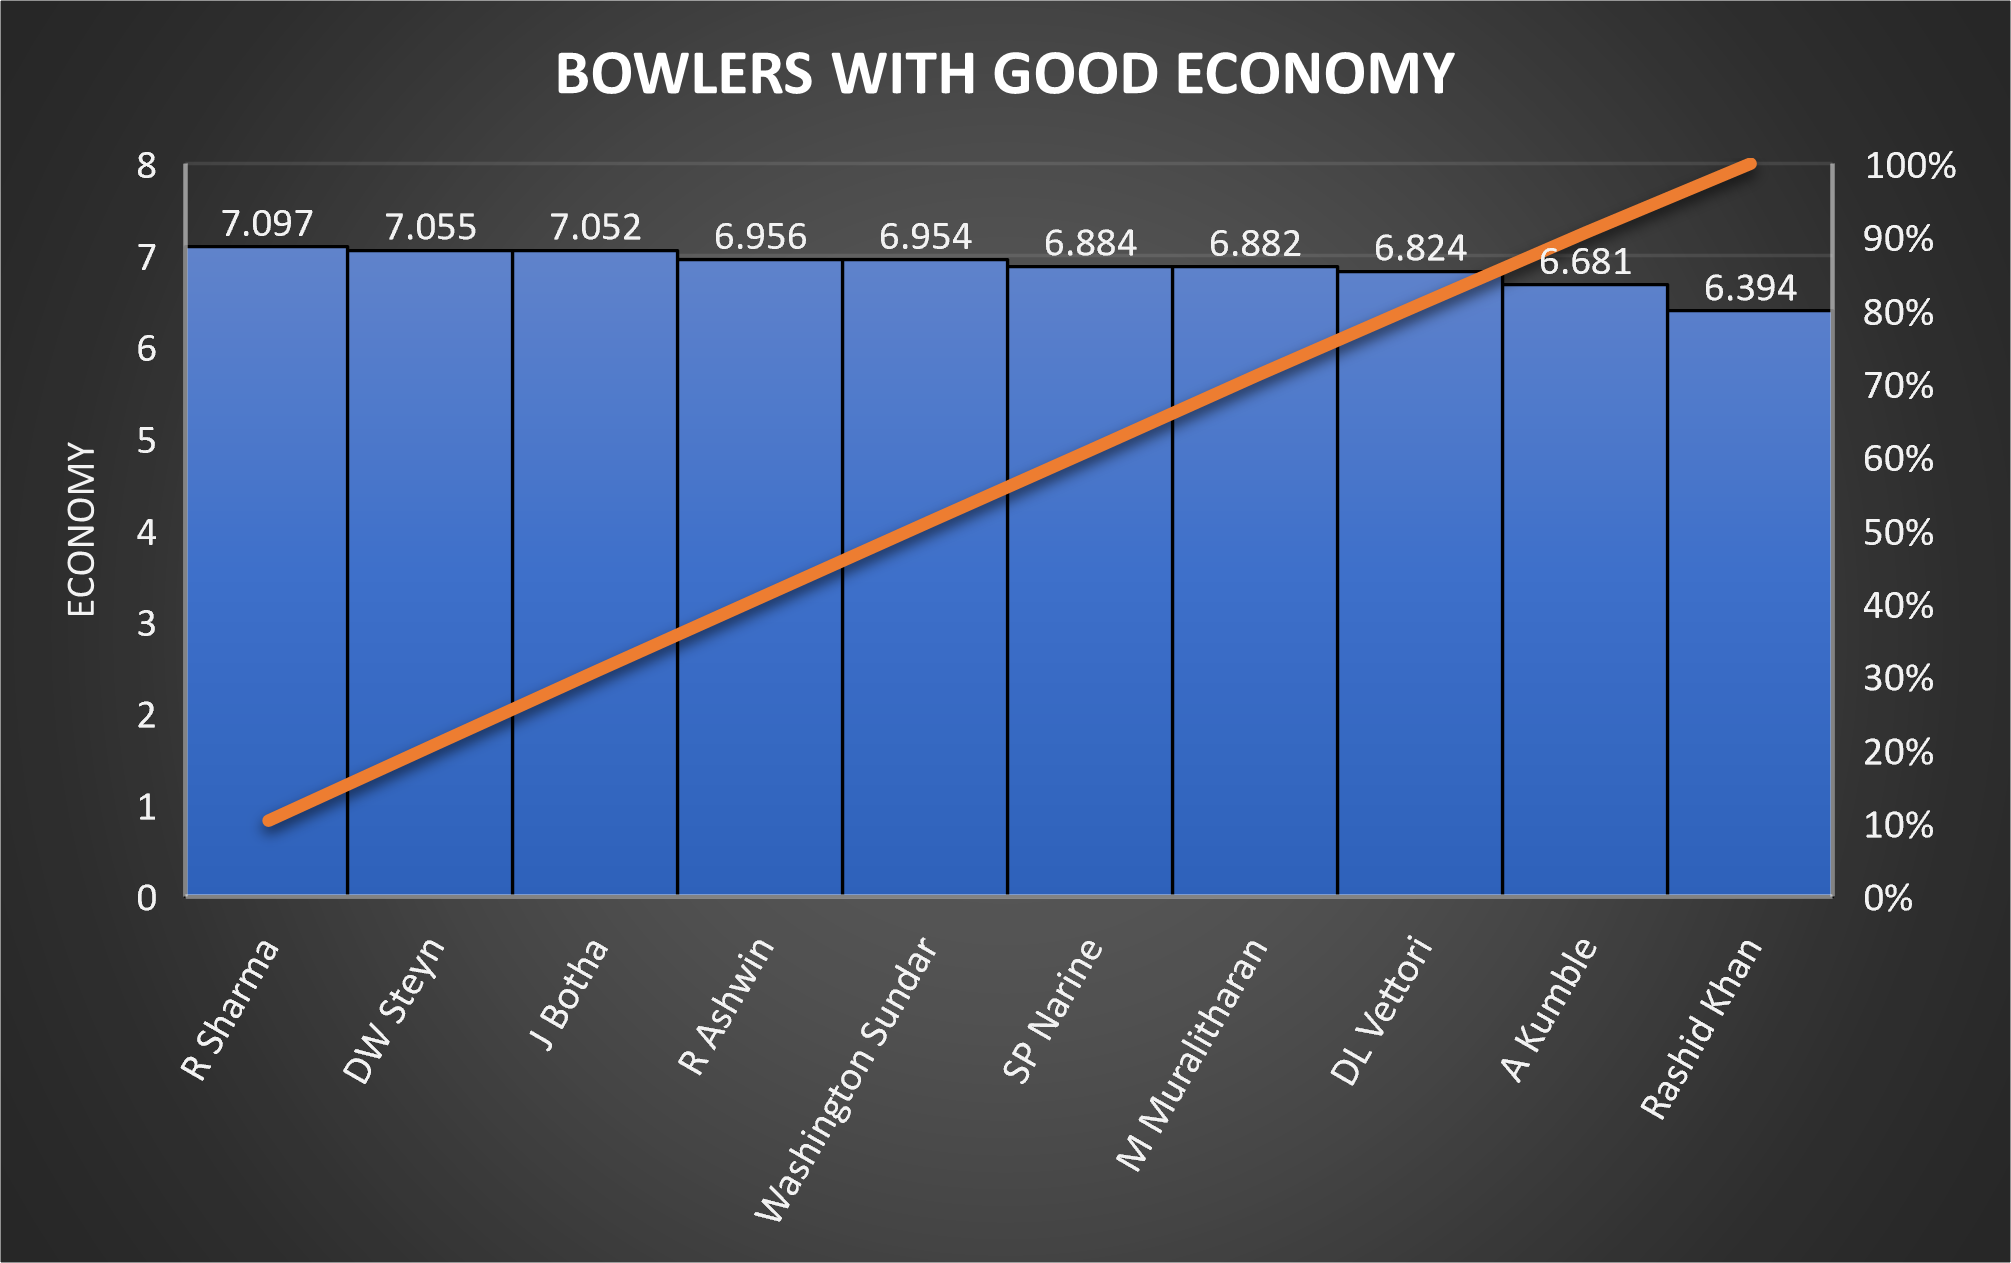 BOWLERS WITH GOOD ECONOMY
8
7
6
5
4
3
2
1
0
ECONOMY
7.097
7.055
7.052
6.956
6.954
6.884
6.882
6.824
6.681
6.394
100%
90%
80%
70%
60%
50%
40%
30%
20%
10%
0%
R Sharma
DW Steyn
J Botha
R Ashwin
Washington Sundar
SP Narine
M Muralitharan
DL Vettori
A Kumble
Rashid Khan